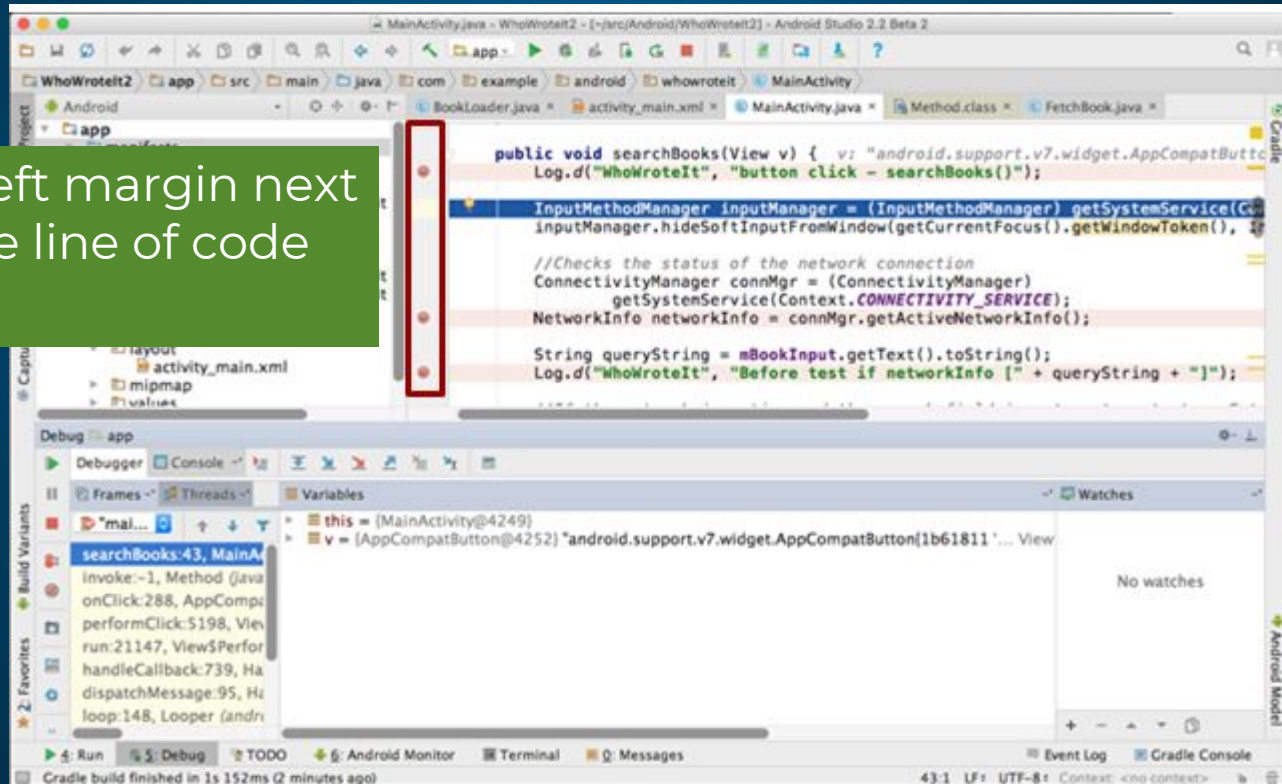 MainActivity.java - WhoWroteIt2 - [~/src/Android/WhoWroteIt2] - Android Studio 2.2 Beta 2
app
WhoWroteIt2 app src main java com example android whowroteit MainActivity
Android
BookLoader.java activity_main.xml MainActivity.java Method.class FetchBook.java
Project
Gradle
app
eft margin next
e line of code
public void searchBooks(View v) { v: "android.support.v7.widget.AppCompatButto
Log.d("WhoWroteIt", "button click – searchBooks()");
InputMethodManager inputManager = (InputMethodManager) getSystemService(
inputManager.hideSoftInputFromWindow(getCurrentFocus().getWindowToken(),
//Checks the status of the network connection
ConnectivityManager connMgr = (ConnectivityManager)
getSystemService(Context.CONNECTIVITY_SERVICE);
NetworkInfo networkInfo = connMgr.getActiveNetworkInfo();
String queryString = mBookInput.getText().toString();
Log.d("WhoWroteIt", "Before test if networkInfo [" + queryString + "]");
layout
activity_main.xml
mipmap
values
Captu
Debug app
Debugger Console
Frames Threads Variables Watches
"mai...
this = {MainActivity@4249}
v = {AppCompatButton@4252} "android.support.v7.widget.AppCompatButton{1b61811 '... View
searchBooks:43, MainAc
invoke:-1, Method (java
onClick:288, AppCompa
performClick:5198, View
run:21147, View$Perfor
handleCallback:739, Ha
dispatchMessage:95, Ha
loop:148, Looper (andro
No watches
Build Variants
2: Favorites
Android Model
4: Run 5: Debug TODO 6: Android Monitor Terminal 0: Messages Event Log Gradle Console
Gradle build finished in 1s 152ms (2 minutes ago) 43:1 LF÷ UTF-8÷ Context: <no context>